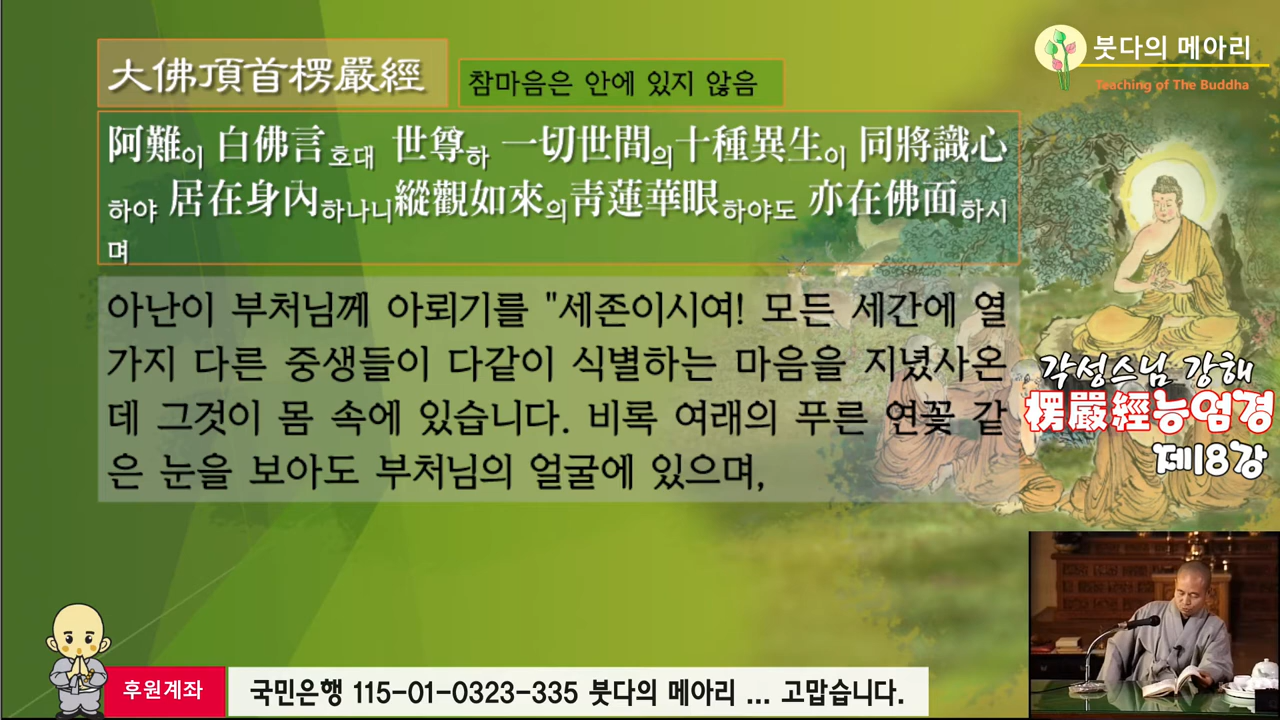 大佛頂首楞嚴經
참마음은 안에 있지 않음
붓다의 메아리
Teaching of The Buddha
阿難이 白佛言호대 世尊하 一切世間의十種異生이 同將識心
하야 居在身內하나니縱觀如來의靑蓮華眼하야도 亦在佛面하시
며
아난이 부처님께 아뢰기를 "세존이시여! 모든 세간에 열
가지 다른 중생들이 다같이 식별하는 마음을 지녔사온
데 그것이 몸 속에 있습니다. 비록 여래의 푸른 연꽃 같
은 눈을 보아도 부처님의 얼굴에 있으며,
각성스님 강해
楞嚴經능엄경
제18강
후원계좌
국민은행 115-01-0323-335 붓다의 메아리 ... 고맙습니다.